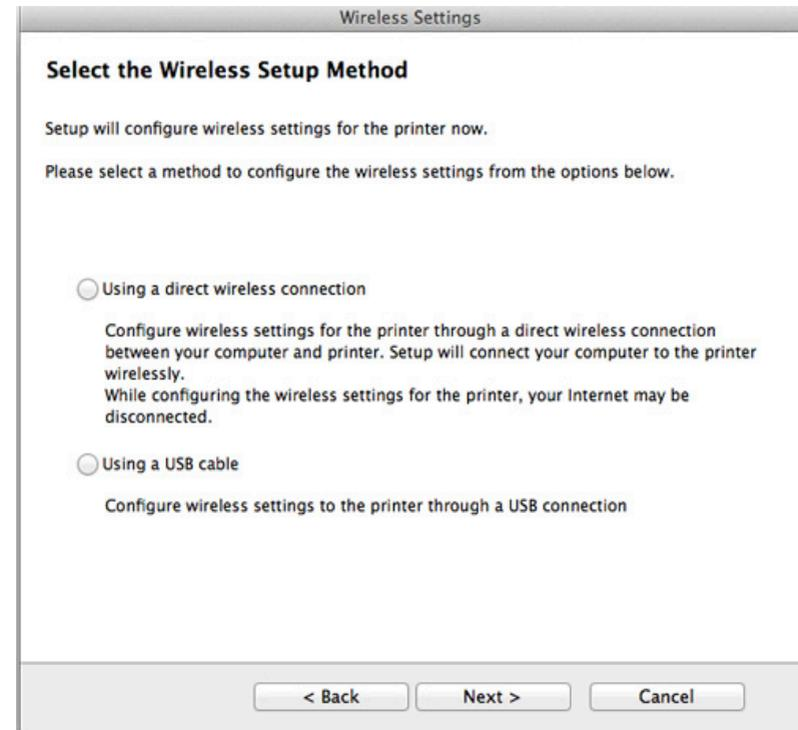 Wireless Settings
Select the Wireless Setup Method
Setup will configure wireless settings for the printer now.
Please select a method to configure the wireless settings from the options below.
Using a direct wireless connection
Configure wireless settings for the printer through a direct wireless connection
between your computer and printer. Setup will connect your computer to the printer
wirelessly.
While configuring the wireless settings for the printer, your Internet may be
disconnected.
Using a USB cable
Configure wireless settings to the printer through a USB connection
< Back Next > Cancel